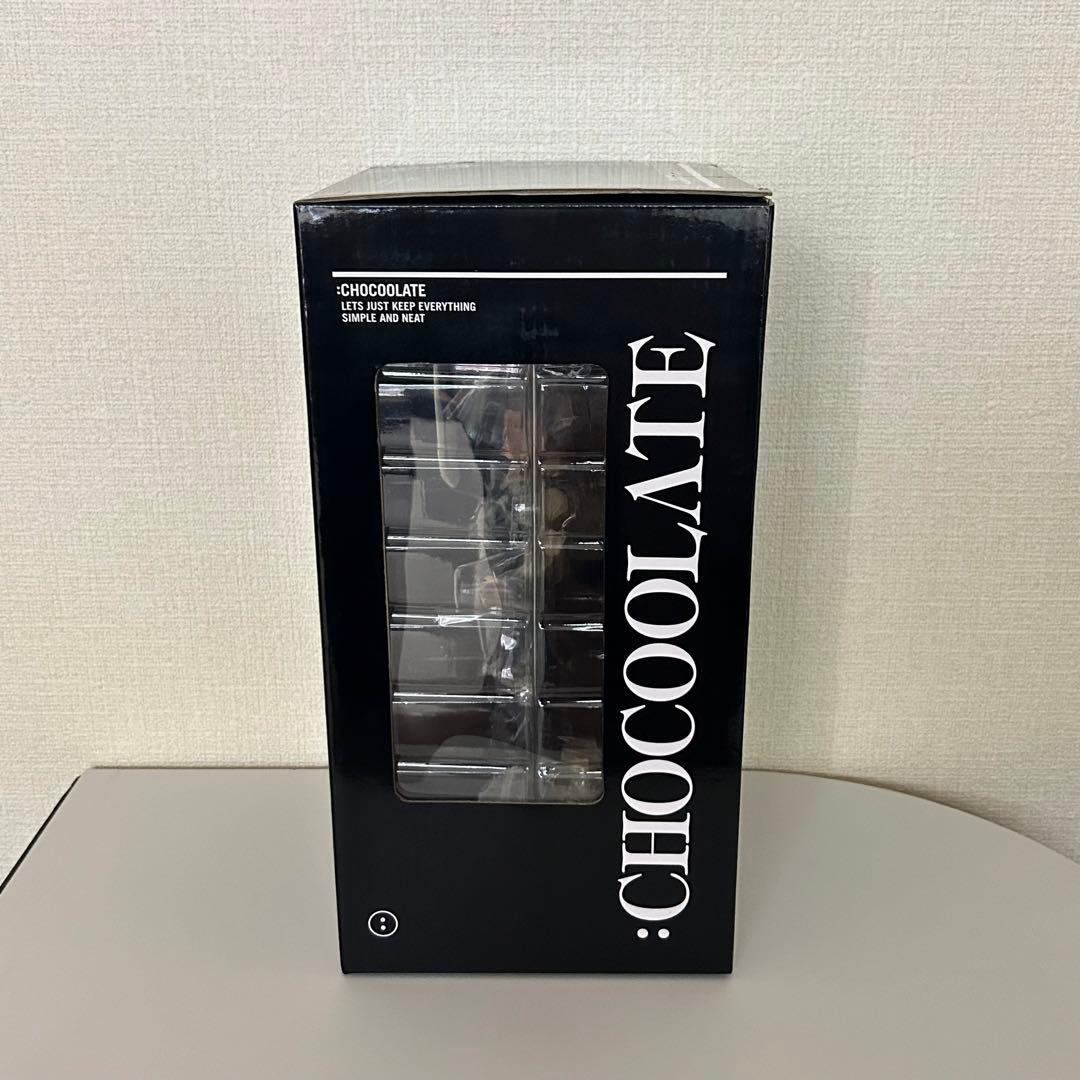 :CHOCOOLATE
LETS JUST KEEP EVERYTHING
SIMPLE AND NEAT
:CHOCOOLATE